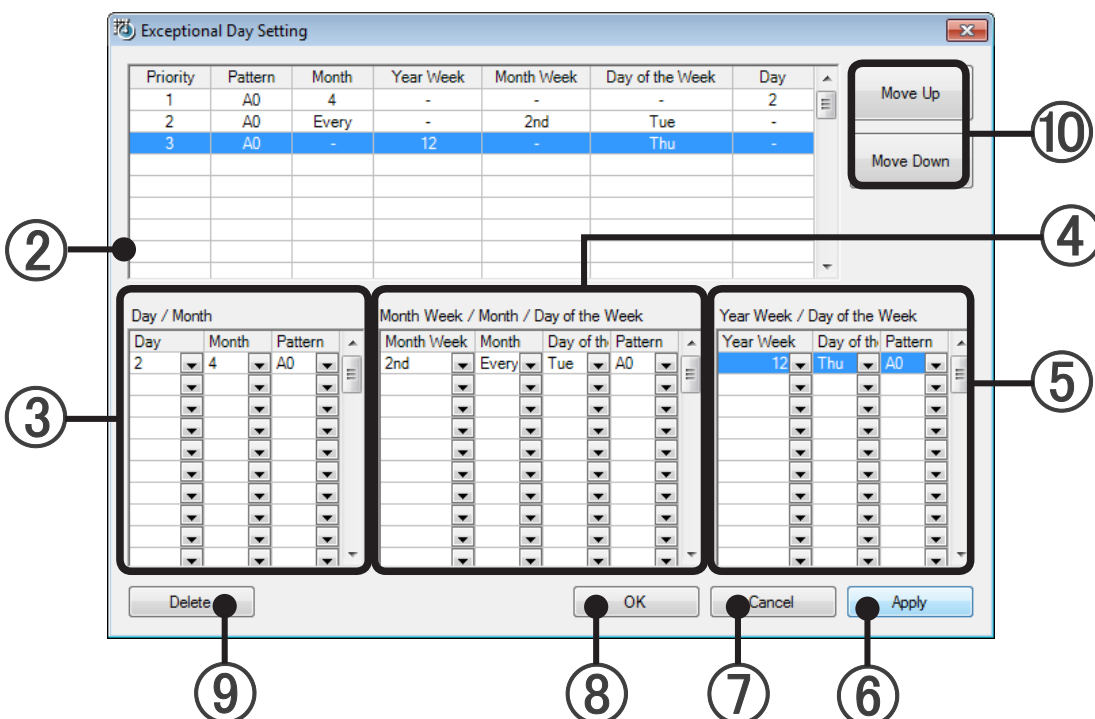 Exceptional Day Setting
Priority Pattern Month Year Week Month Week Day of the Week Day
1 A0 4 - - - 2
2 A0 Every - 2nd Tue -
3 A0 - 12 - Thu -
Move Up
Move Down
⑩
②
④
Day / Month
Day Month Pattern
2 4 A0
③
Month Week / Month / Day of the Week
Month Week Month Day of th Pattern
2nd Every Tue A0
Year Week / Day of the Week
Year Week Day of th Pattern
12 Thu A0
⑤
Delete OK Cancel Apply
⑨ ⑧ ⑦ ⑥